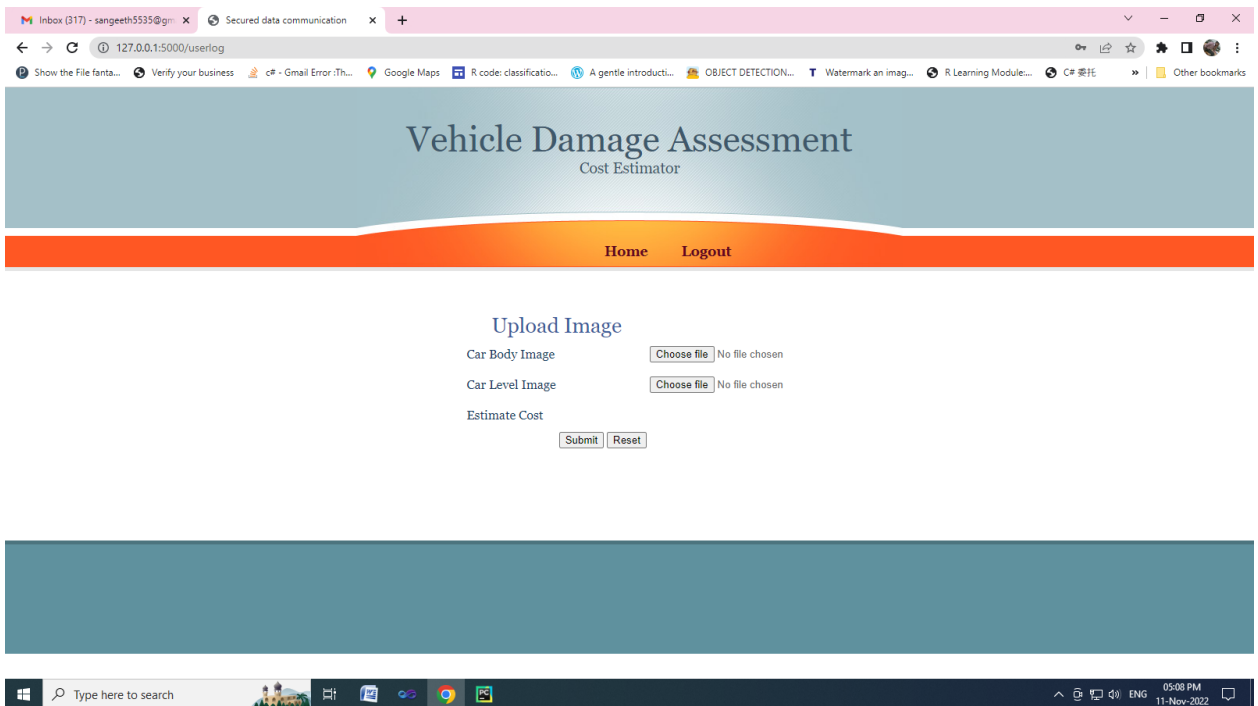 Inbox (317) - sangeeth5535@gm
Secured data communication
127.0.0.1:5000/userlog
Show the File fanta... Verify your business c# - Gmail Error :Th... Google Maps R code: classificatio... A gentle introducti... OBJECT DETECTION... T Watermark an imag... R Learning Module:... C# 委托 » Other bookmarks
Vehicle Damage Assessment
Cost Estimator
Home Logout
Upload Image
Car Body Image Choose file No file chosen
Car Level Image Choose file No file chosen
Estimate Cost
Submit Reset
Type here to search
ENG
05:08 PM
11-Nov-2022